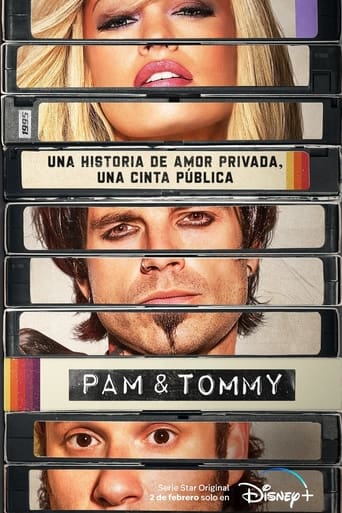 1995
UNA HISTORIA DE AMOR PRIVADA,
UNA CINTA PÚBLICA
PAM & TOMMY
Serie Star Original
2 de febrero solo en
Disney+